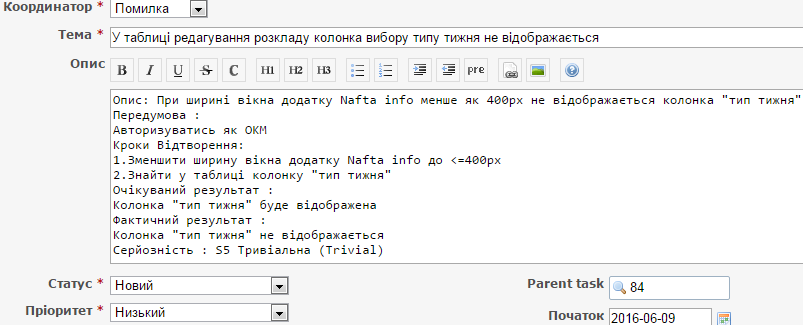 Координатор * Помилка
Тема * У таблиці редагування розкладу колонка вибору типу тижня не відображається
Опис B I U S C H1 H2 H3 pre
Опис: При ширині вікна додатку Nafta info менше як 400px не відображається колонка "тип тижня"
Передумова :
Авторизуватись як ОКМ
Кроки Відтворення:
1.Зменшити ширину вікна додатку Nafta info до <=400px
2.Знайти у таблиці колонку "тип тижня"
Очікуваний результат :
Колонка "тип тижня" буде відображена
Фактичний результат :
Колонка "тип тижня" не відображається
Серйозність : S5 Тривіальна (Trivial)
Статус * Новий Parent task 84
Пріоритет * Низький Початок 2016-06-09